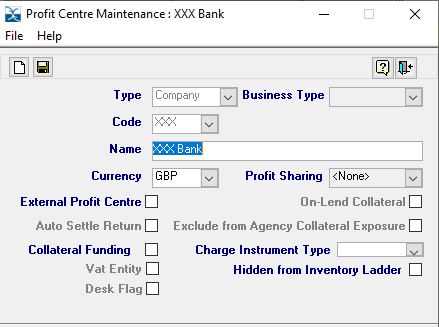 Profit Centre Maintenance : XXX Bank
File Help
Type Company Business Type
Code XXX
Name XXX Bank
Currency GBP Profit Sharing <None>
External Profit Centre On-Lend Collateral
Auto Settle Return Exclude from Agency Collateral Exposure
Collateral Funding Charge Instrument Type
Vat Entity Hidden from Inventory Ladder
Desk Flag